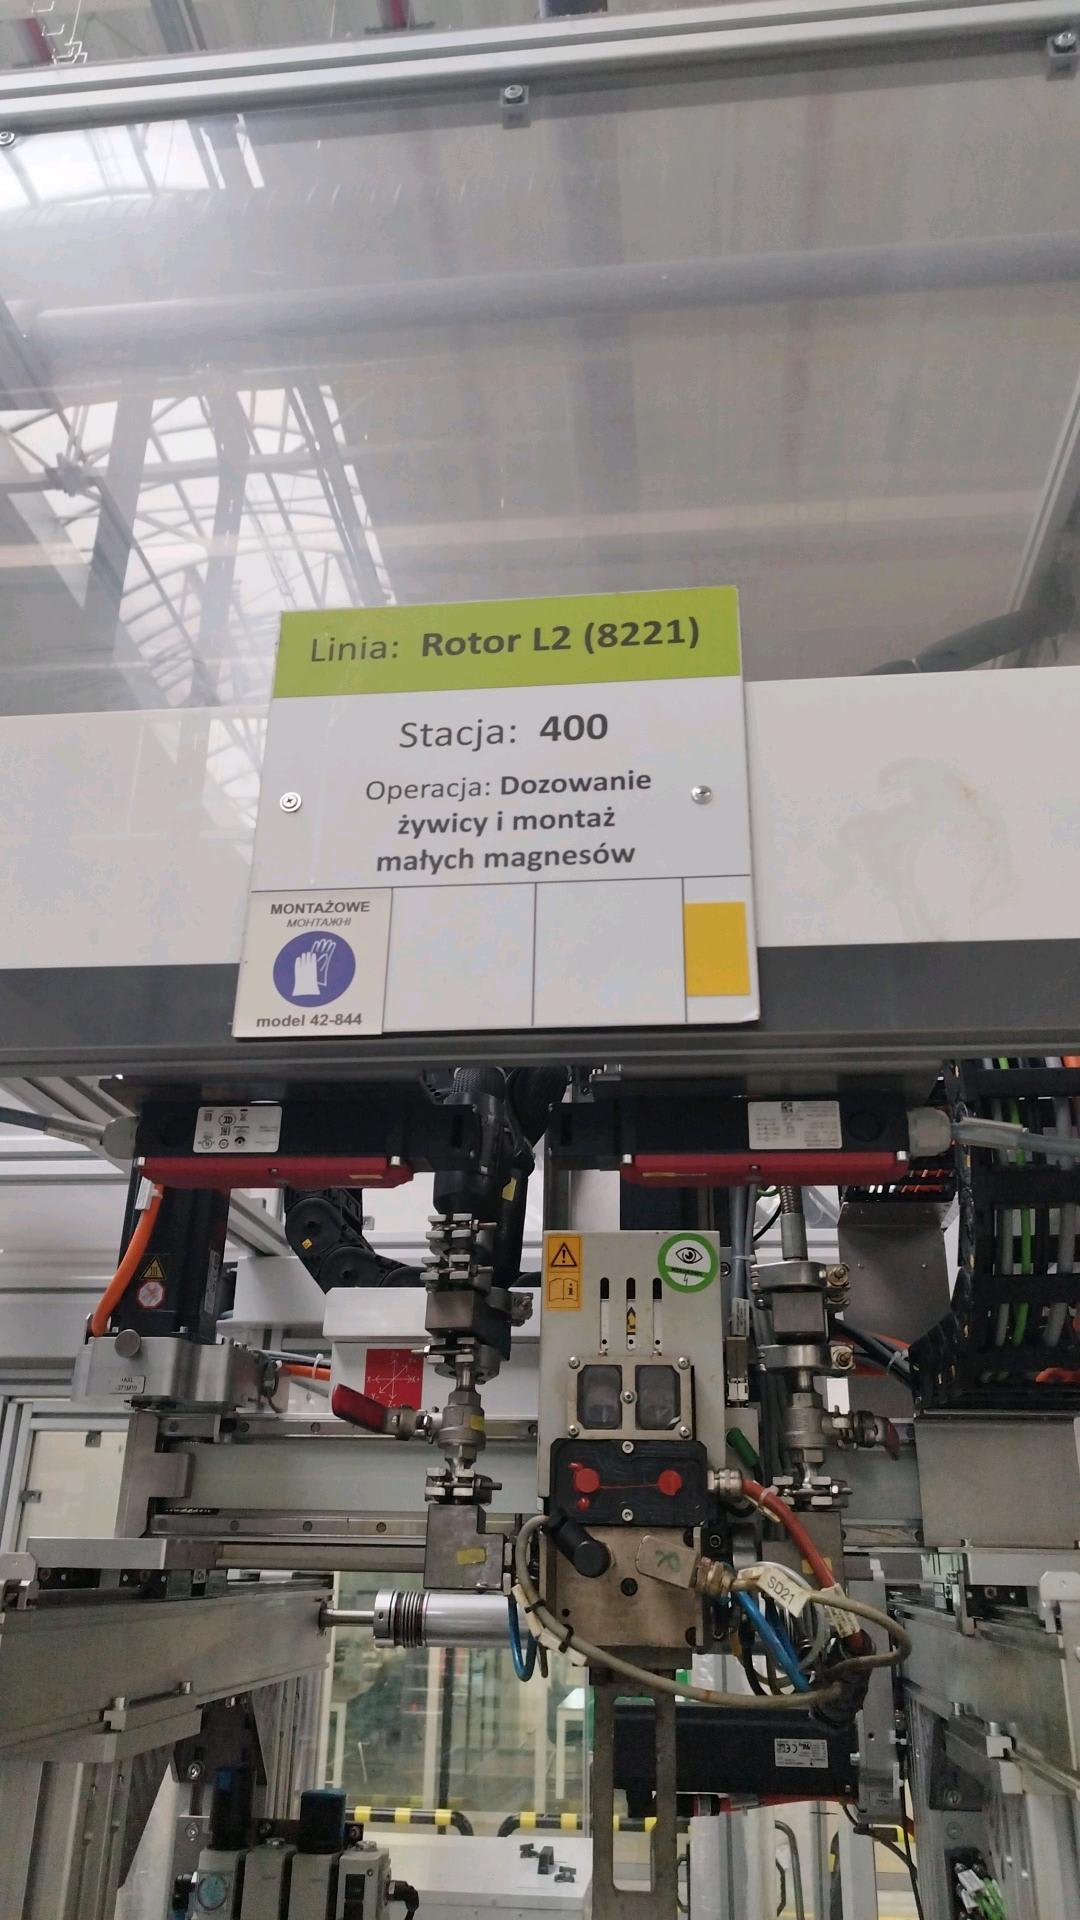 Linia: Rotor L2 (8221)
Stacja: 400
Operacja: Dozowanie
żywicy i montaż
małych magnesów
MONTAŻOWE
МОНТАЖНІ
model 42-844
X-
X+
Z-
SD21